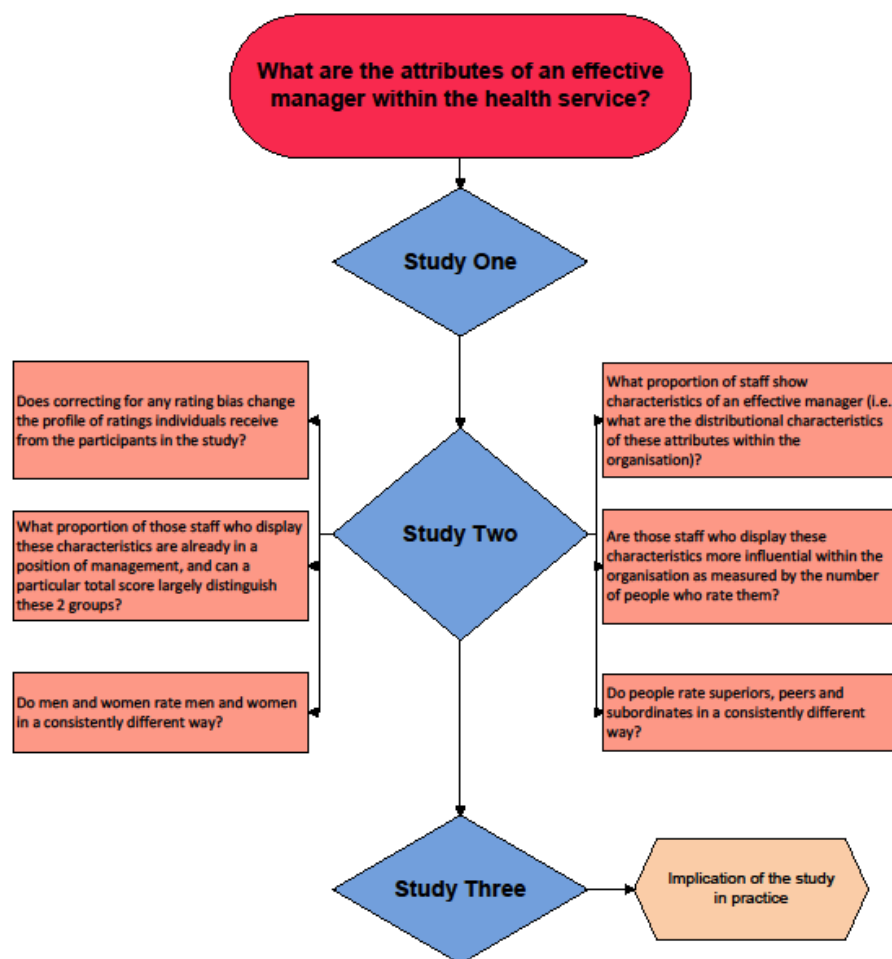 What are the attributes of an effective
manager within the health service?
Study One
Does correcting for any rating bias change
the profile of ratings individuals receive
from the participants in the study?
What proportion of staff show
characteristics of an effective manager (i.e.
what are the distributional characteristics
of these attributes within the
organisation)?
What proportion of those staff who display
these characteristics are already in a
position of management, and can a
particular total score largely distinguish
these 2 groups?
Study Two
Are those staff who display these
characteristics more influential within the
organisation as measured by the number
of people who rate them?
Do men and women rate men and women
in a consistently different way?
Do people rate superiors, peers and
subordinates in a consistently different
way?
Study Three
Implication of the study
in practice